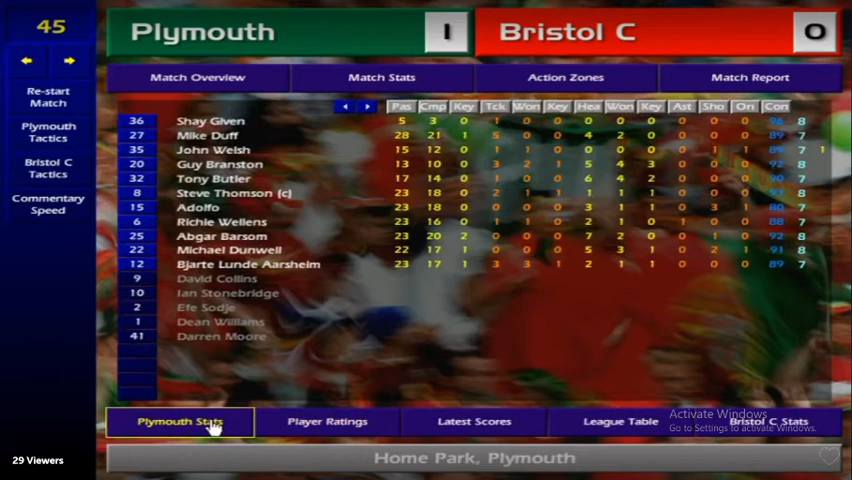 45
Plymouth 1 Bristol C 0
Match Overview Match Stats Action Zones Match Report
Re-start
Match
Plymouth
Tactics
Bristol C
Tactics
Commentary
Speed
Pas Cmp Key Tck Won Key Hea Won Key Ast Sho On Con
36 Shay Given 5 3 0 1 0 0 0 0 0 0 0 0 96 8
27 Mike Duff 28 21 1 5 0 0 4 2 0 0 0 0 89 7
35 John Welsh 15 12 0 1 1 0 0 0 0 0 1 1 89 7 1
20 Guy Branston 13 10 0 3 2 1 5 4 3 0 0 0 92 8
32 Tony Butler 17 14 0 1 0 0 6 4 2 0 0 0 90 7
8 Steve Thomson (c) 23 18 0 2 1 1 1 1 1 0 0 0 93 8
15 Adolfo 23 18 0 0 0 0 3 1 1 0 3 1 80 7
6 Richie Wellens 23 16 0 1 1 0 2 1 0 1 0 0 88 7
25 Abgar Barsom 23 20 2 0 0 0 7 2 0 0 1 0 92 8
22 Michael Dunwell 22 17 1 0 0 0 5 3 1 0 2 1 91 8
12 Bjarte Lunde Aarsheim 23 17 1 3 3 1 2 1 1 0 0 0 89 7
9 David Collins
10 Ian Stonebridge
2 Efe Sodje
1 Dean Williams
41 Darren Moore
Plymouth Stats Player Ratings Latest Scores League Table Bristol C Stats
Activate Windows
Go to Settings to activate Windows.
29 Viewers
Home Park, Plymouth